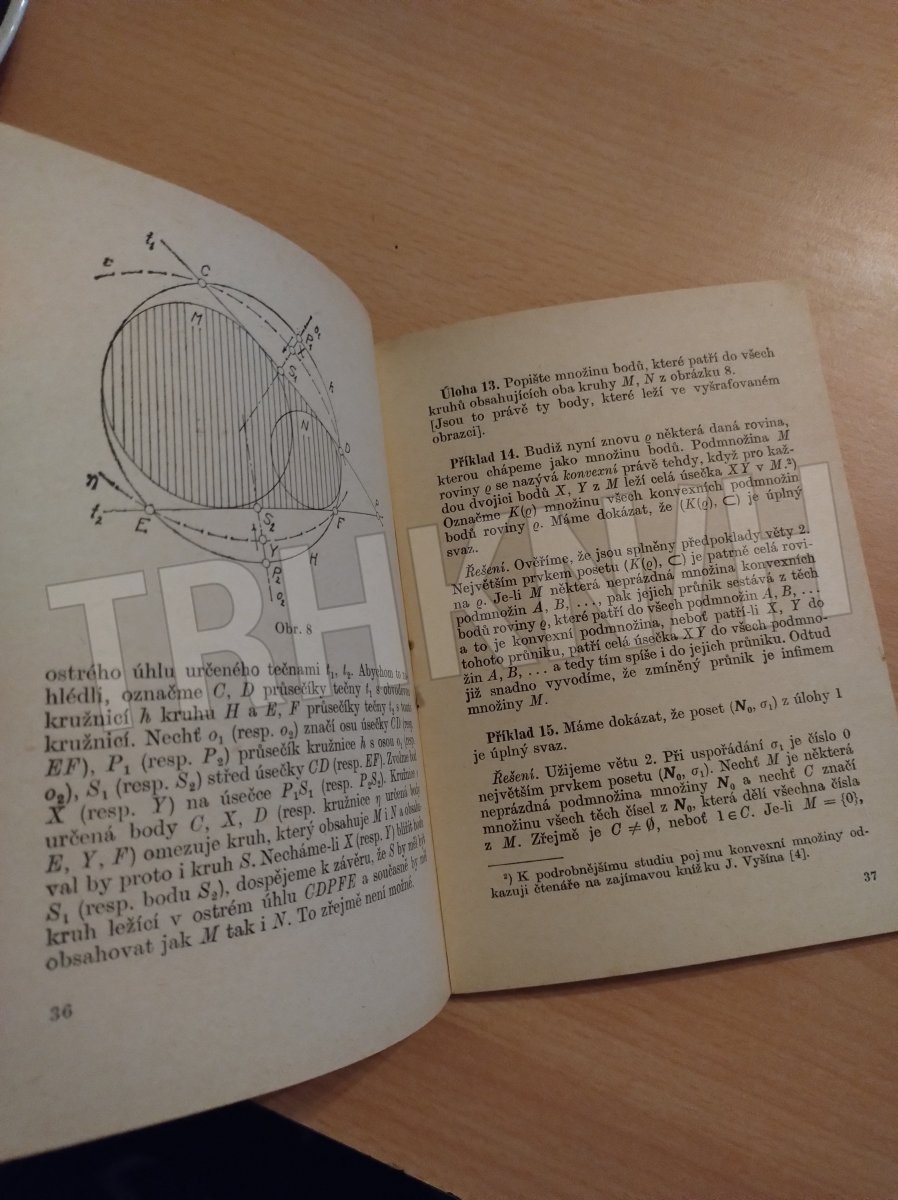 t₁
c
C
M
o₁
P₁
X
S₁
h
N
D
η
t₂
E
S₂
F
P
Y
H
P₂
o₂
Obr. 8
ostrého úhlu určeného tečnami t₁, t₂. Abychom to
hlédli, označme C, D průsečíky tečny t₁ s obvodovou
kružnicí h kruhu H a E, F průsečíky tečny t₂ s touto
kružnicí. Nechť o₁ (resp. o₂) značí osu úsečky CD (resp.
EF), P₁ (resp. P₂) průsečík kružnice h s osou o₁ (resp.
o₂), S₁ (resp. S₂) střed úsečky CD (resp. EF). Zvolme bod
X (resp. Y) na úsečce P₁S₁ (resp. P₂S₂). Kružnice
určená body C, X, D (resp. kružnice η určená body
E, Y, F) omezuje kruh, který obsahuje M i N a obsaho-
val by proto i kruh S. Necháme-li X (resp. Y) blížit bodu
S₁ (resp. bodu S₂), dospějeme k závěru, že S by měl být
kruh ležící v ostrém úhlu CDPFE a současně by měl
obsahovat jak M tak i N. To zřejmě není možné.
36
Úloha 13. Popište množinu bodů, které patří do všech
kruhů obsahujících oba kruhy M, N z obrázku 8.
[Jsou to právě ty body, které leží ve vyšrafovaném
obrazci].
Příklad 14. Budiž nyní znovu ϱ některá daná rovina,
kterou chápeme jako množinu bodů. Podmnožina M
roviny ϱ se nazývá konvexní právě tehdy, když pro kaž-
dou dvojici bodů X, Y z M leží celá úsečka XY v M.²)
Označme K(ϱ) množinu všech konvexních podmnožin
bodů roviny ϱ. Máme dokázat, že (K(ϱ), ⊂) je úplný
svaz.
Řešení. Ověříme, že jsou splněny předpoklady věty 2.
Největším prvkem posetu (K(ϱ), ⊂) je patrně celá rovi-
na ϱ. Je-li M některá neprázdná množina konvexních
podmnožin A, B, ..., pak jejich průnik sestává z těch
bodů roviny ϱ, které patří do všech podmnožin A, B, ...
a to je konvexní podmnožina, neboť patří-li X, Y do
tohoto průniku, patří celá úsečka XY do všech podmno-
žin A, B, ... a tedy tím spíše i do jejich průniku. Odtud
již snadno vyvodíme, že zmíněný průnik je infimem
množiny M.
Příklad 15. Máme dokázat, že poset (N₀, σ₁) z úlohy 1
je úplný svaz.
Řešení. Užijeme větu 2. Při uspořádání σ₁ je číslo 0
největším prvkem posetu (N₀, σ₁). Nechť M je některá
neprázdná podmnožina množiny N₀ a nechť C značí
množinu všech těch čísel z N₀, která dělí všechna čísla
z M. Zřejmě je C ≠ ∅, neboť 1 ∈ C. Je-li M = {0},
²) K podrobnějšímu studiu pojmu konvexní množiny od-
kazuji čtenáře na zajímavou knížku J. Vyšína [4].
37